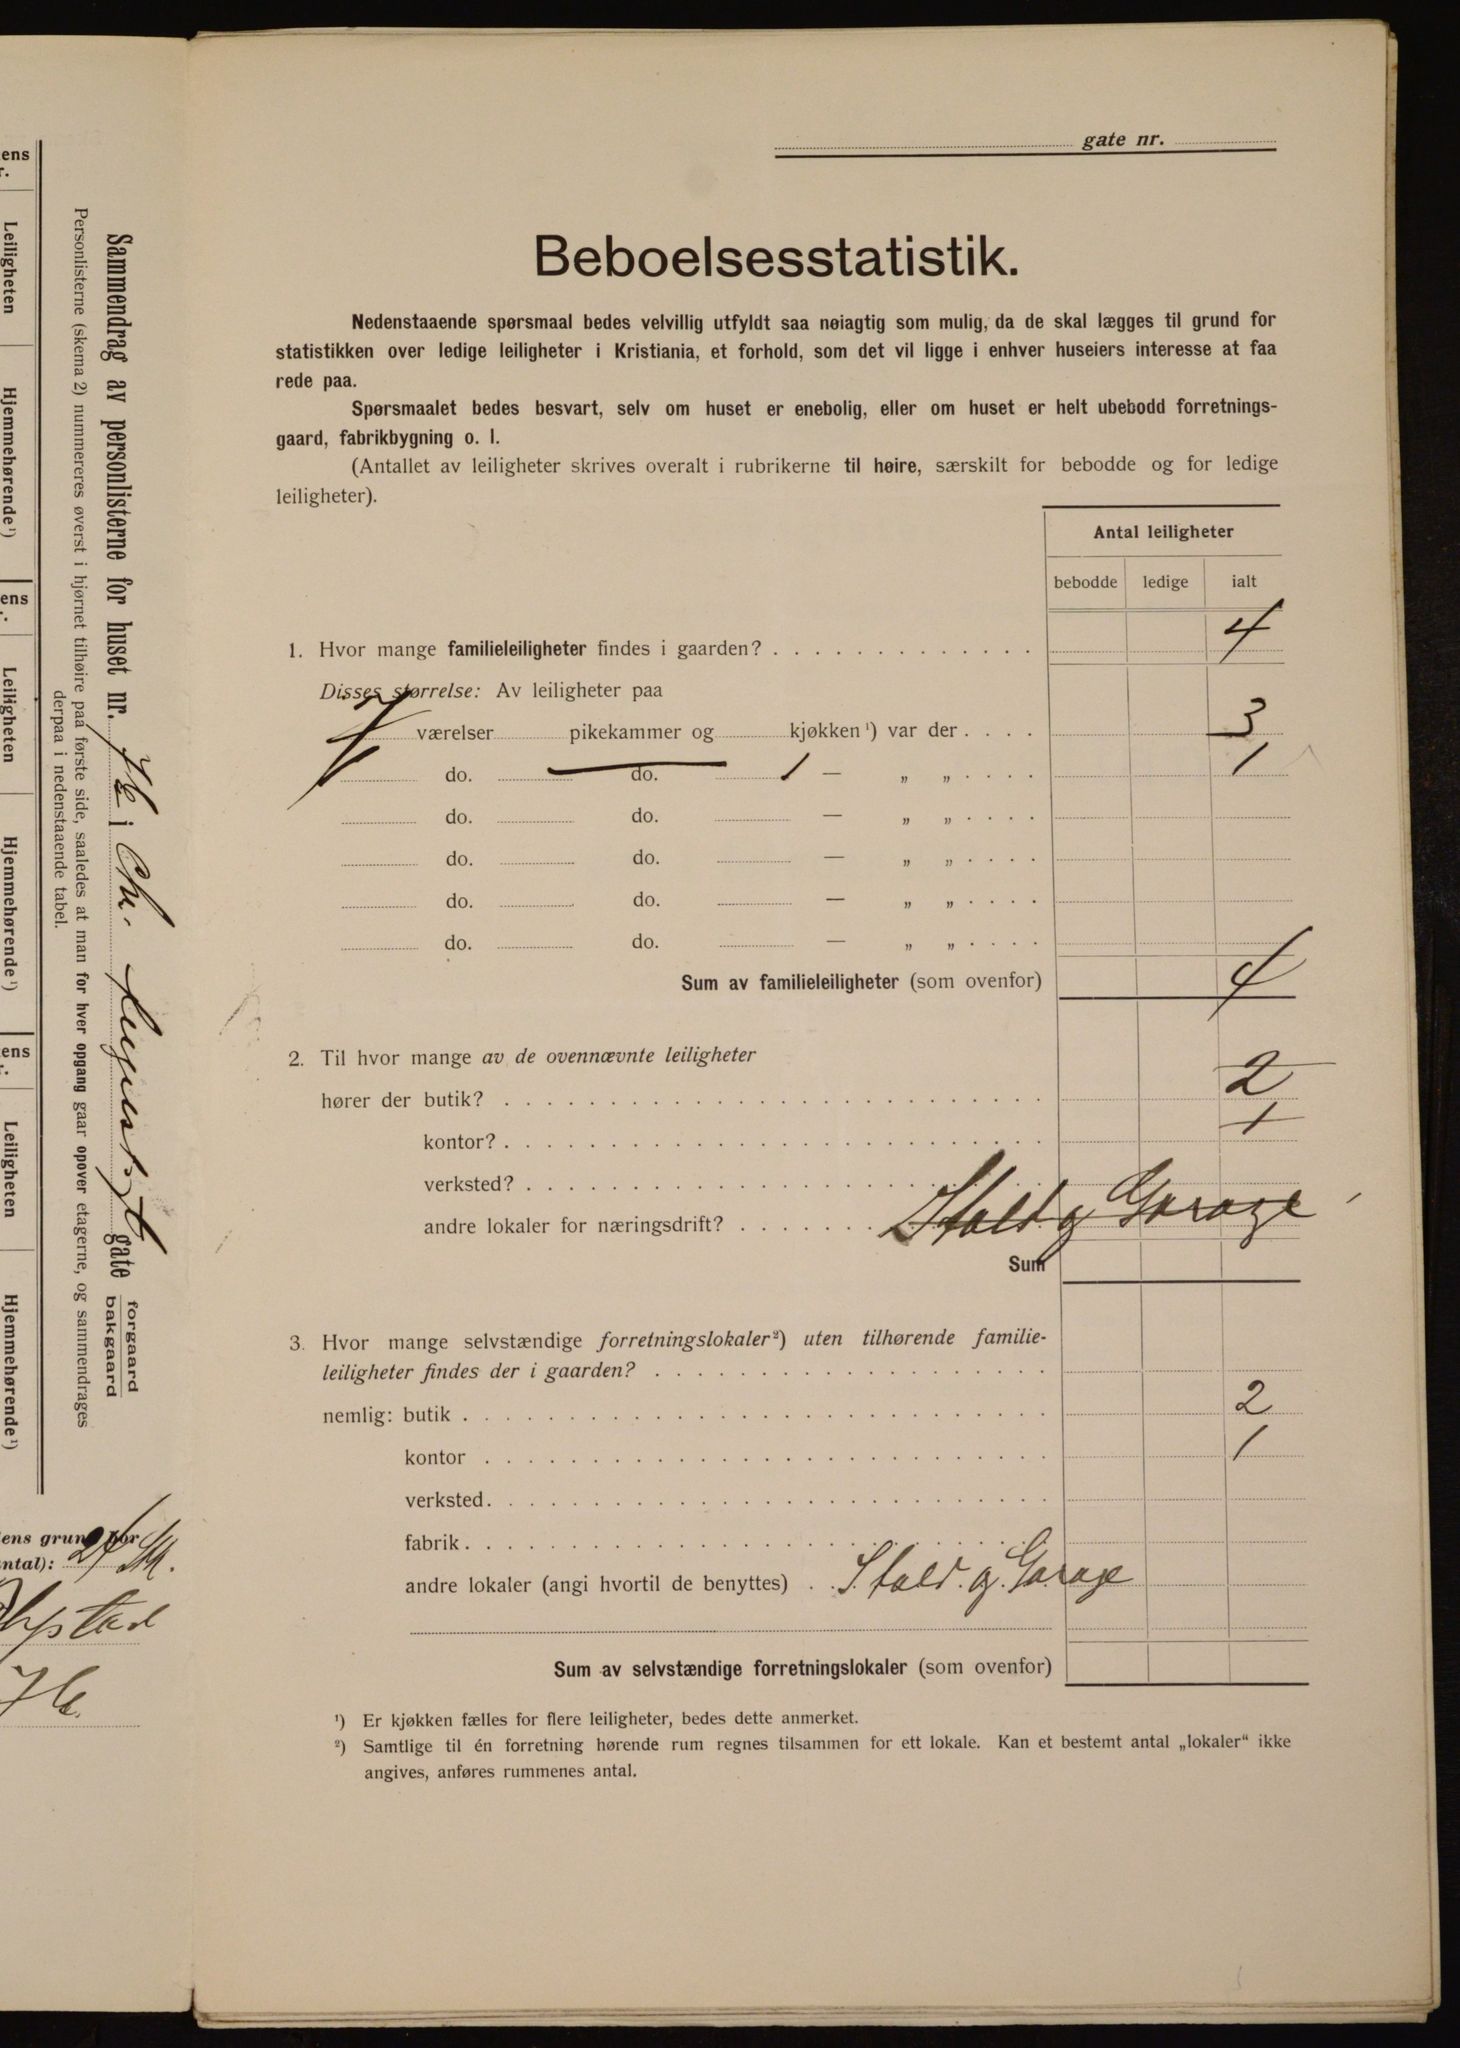 gate nr.
Beboelsesstatistik.
Nedenstaaende spørsmaal bedes velvillig utfyldt saa nøiagtig som mulig, da de skal lægges til grund for
statistikken over ledige leiligheter i Kristiania, et forhold, som det vil ligge i enhver huseiers interesse at faa
rede paa.
Spørsmaalet bedes besvart, selv om huset er enebolig, eller om huset er helt ubebodd forretnings-
gaard, fabrikbygning o. l.
(Antallet av leiligheter skrives overalt i rubrikerne til høire, særskilt for bebodde og for ledige
leiligheter).
Antal leiligheter
bebodde ledige ialt
1. Hvor mange familieleiligheter findes i gaarden? 4
Disses størrelse: Av leiligheter paa
værelser pikekammer og kjøkken ¹) var der 3
do. do. 1 — „ „ 1
do. do. — „ „
do. do. — „ „
do. do. — „ „
do. do. — „ „
Sum av familieleiligheter (som ovenfor) 4
2. Til hvor mange av de ovennævnte leiligheter
hører der butik? 2
kontor? 1
verksted?
andre lokaler for næringsdrift? Stald og Garage
Sum
3. Hvor mange selvstændige forretningslokaler²) uten tilhørende familie-
leiligheter findes der i gaarden?
nemlig: butik 2
kontor 1
verksted
fabrik
andre lokaler (angi hvortil de benyttes) Stald og Garage
Sum av selvstændige forretningslokaler (som ovenfor)
¹) Er kjøkken fælles for flere leiligheter, bedes dette anmerket.
²) Samtlige til én forretning hørende rum regnes tilsammen for ett lokale. Kan et bestemt antal „lokaler“ ikke
angives, anføres rummenes antal.
Sammendrag av personlisterne for huset nr. i Ch. gate forgaard bakgaard
Personlisterne (skema 2) nummereres øverst i hjørnet tilhøire paa første side, saaledes at man for hver opgang gaar opover etagerne, og sammendrages
derpaa i nedenstaaende tabel.
ens
r.
Leiligheten
Hjemmehørende¹)
ens
r.
Leiligheten
Hjemmehørende¹)
ens
r.
Leiligheten
Hjemmehørende¹)